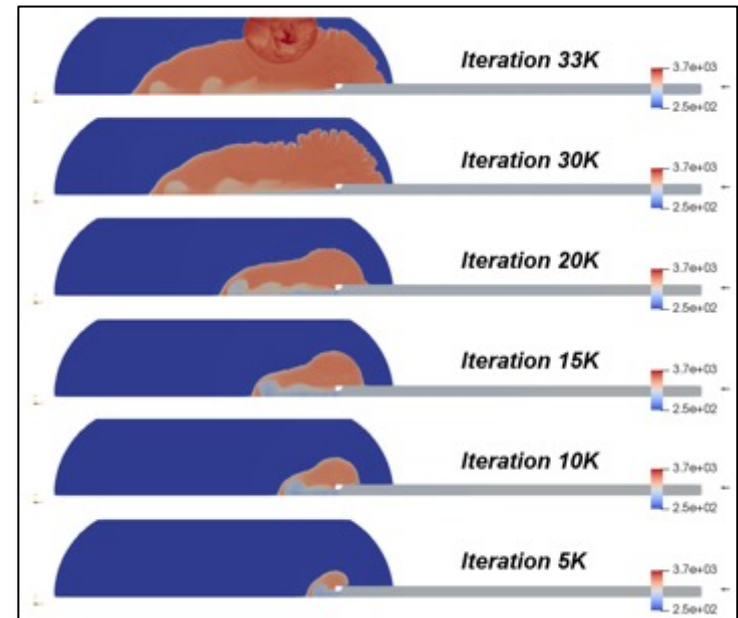 Iteration 33K
3.7e+03
2.5e+02
Iteration 30K
3.7e+03
2.5e+02
Iteration 20K
3.7e+03
2.5e+02
Iteration 15K
3.7e+03
2.5e+02
Iteration 10K
3.7e+03
2.5e+02
Iteration 5K
3.7e+03
2.5e+02